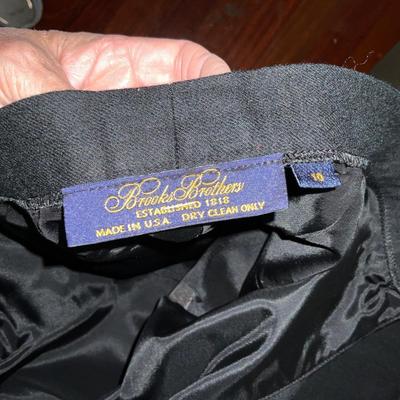 Brooks Brothers
ESTABLISHED 1818
MADE IN U.S.A. DRY CLEAN ONLY
10